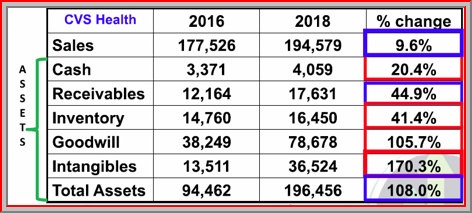 CVS Health 2016 2018 % change
Sales 177,526 194,579 9.6%
Cash 3,371 4,059 20.4%
Receivables 12,164 17,631 44.9%
Inventory 14,760 16,450 41.4%
Goodwill 38,249 78,678 105.7%
Intangibles 13,511 36,524 170.3%
Total Assets 94,462 196,456 108.0%
ASSETS